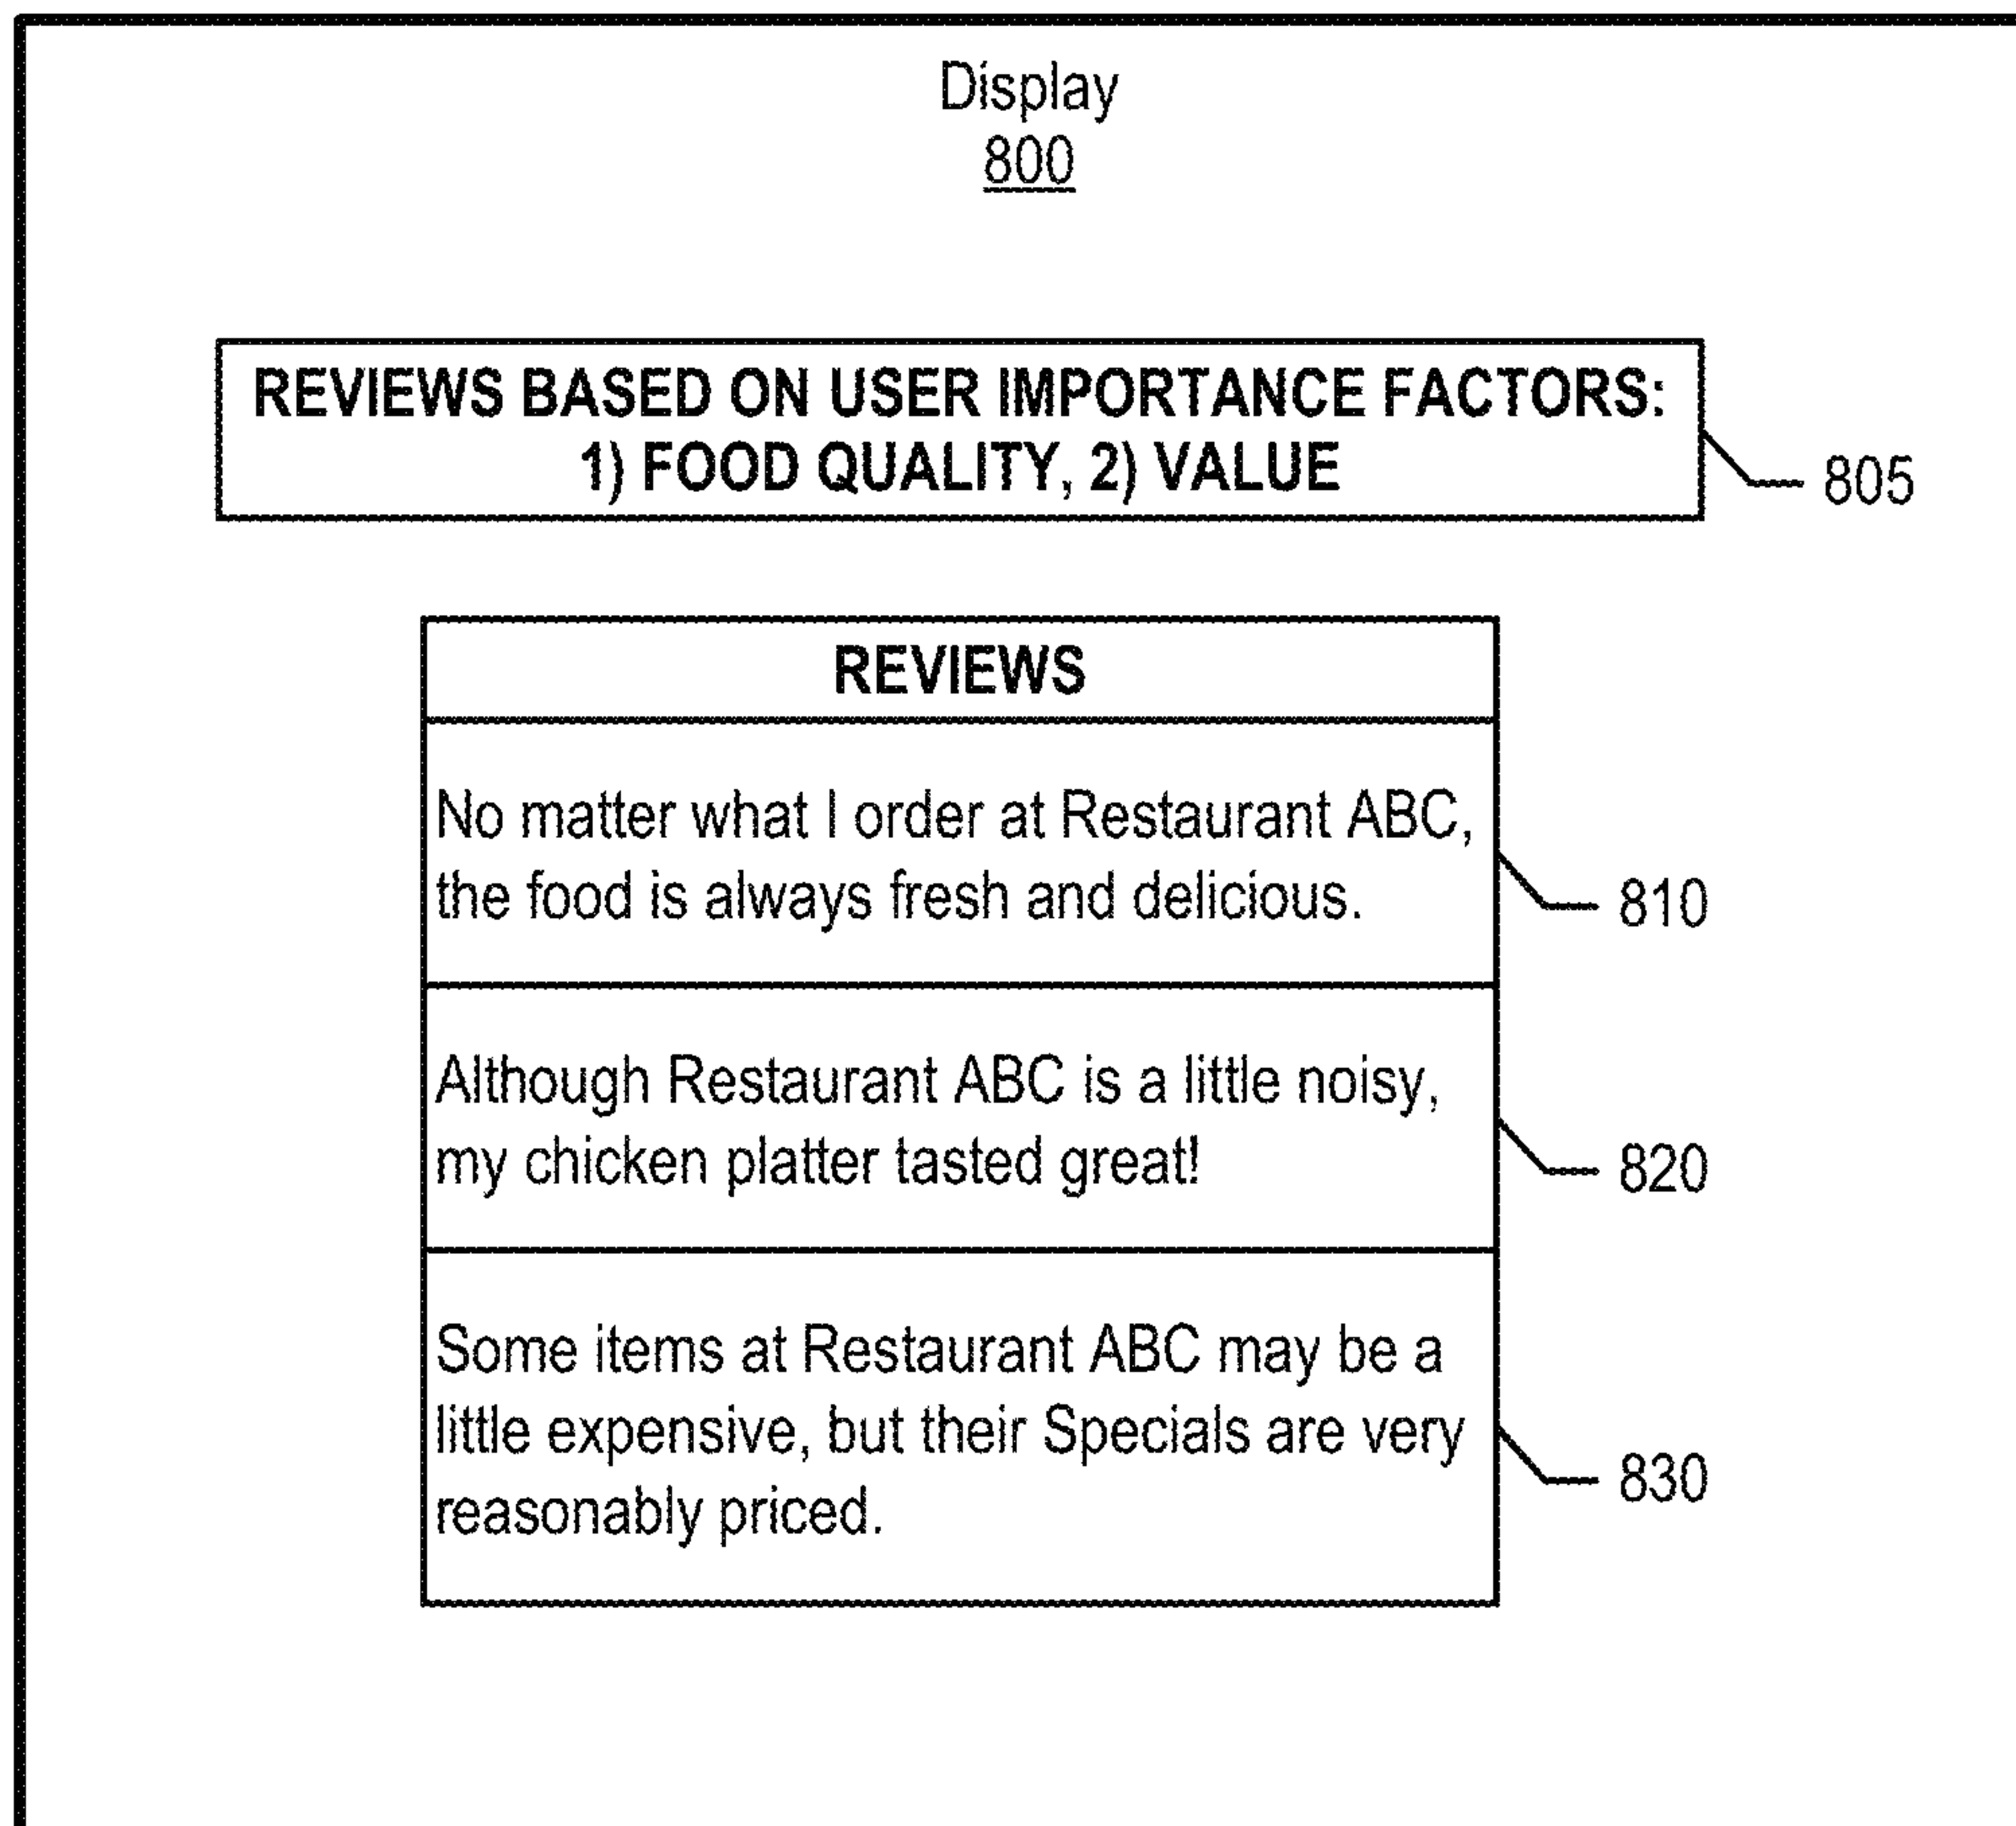 Display
800
REVIEWS BASED ON USER IMPORTANCE FACTORS:
1) FOOD QUALITY, 2) VALUE
805
REVIEWS
No matter what I order at Restaurant ABC,
the food is always fresh and delicious.
810
Although Restaurant ABC is a little noisy,
my chicken platter tasted great!
820
Some items at Restaurant ABC may be a
little expensive, but their Specials are very
reasonably priced.
830